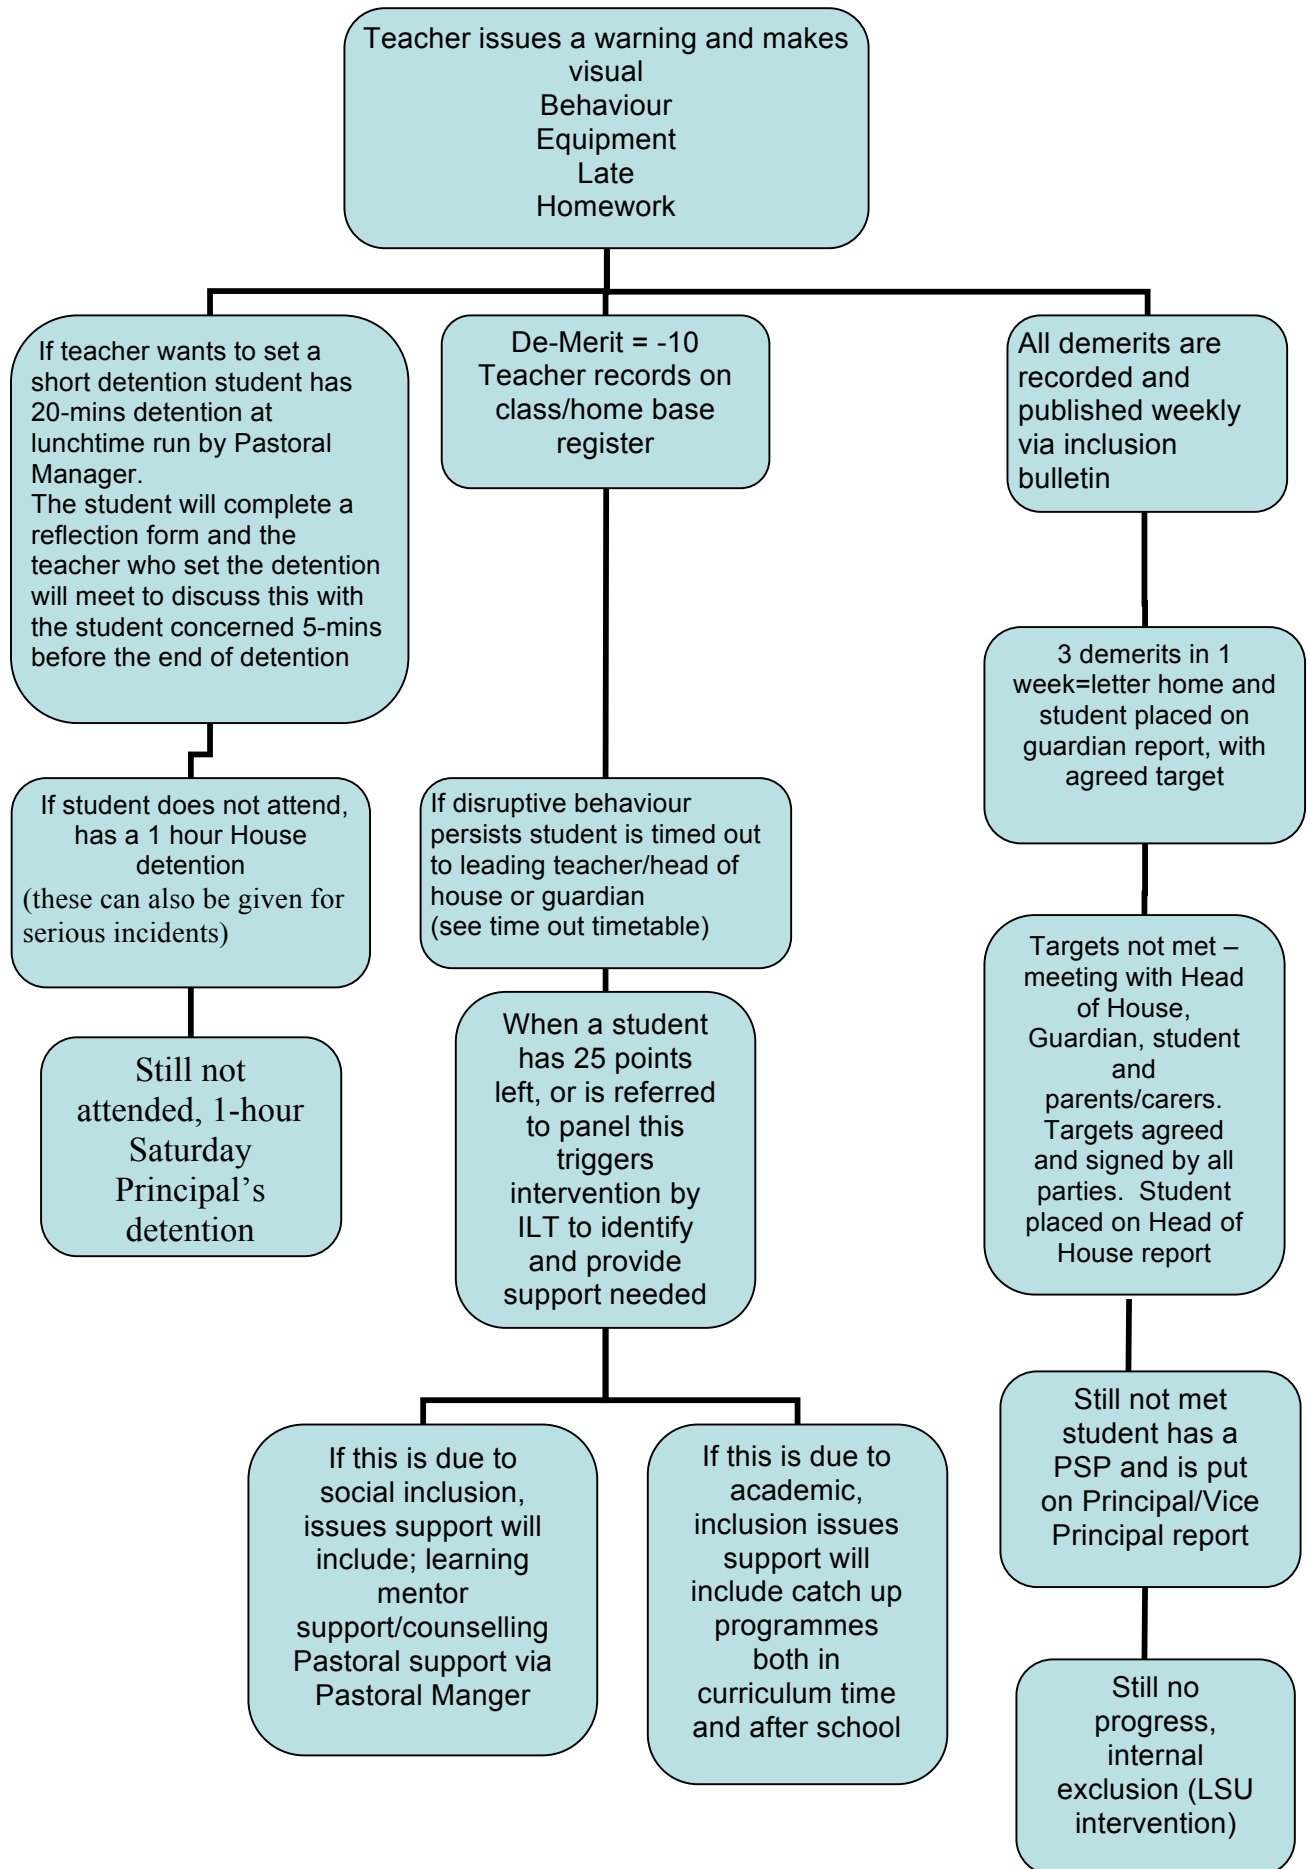 Teacher issues a warning and makes
visual
Behaviour
Equipment
Late
Homework
If teacher wants to set a
short detention student has
20-mins detention at
lunchtime run by Pastoral
Manager.
The student will complete a
reflection form and the
teacher who set the detention
will meet to discuss this with
the student concerned 5-mins
before the end of detention
De-Merit = -10
Teacher records on
class/home base
register
All demerits are
recorded and
published weekly
via inclusion
bulletin
3 demerits in 1
week=letter home and
student placed on
guardian report, with
agreed target
If student does not attend,
has a 1 hour House
detention
(these can also be given for
serious incidents)
If disruptive behaviour
persists student is timed out
to leading teacher/head of
house or guardian
(see time out timetable)
Targets not met –
meeting with Head
of House,
Guardian, student
and
parents/carers.
Targets agreed
and signed by all
parties.  Student
placed on Head of
House report
Still not
attended, 1-hour
Saturday
Principal's
detention
When a student
has 25 points
left, or is referred
to panel this
triggers
intervention by
ILT to identify
and provide
support needed
Still not met
student has a
PSP and is put
on Principal/Vice
Principal report
If this is due to
social inclusion,
issues support will
include; learning
mentor
support/counselling
Pastoral support via
Pastoral Manger
If this is due to
academic,
inclusion issues
support will
include catch up
programmes
both in
curriculum time
and after school
Still no
progress,
internal
exclusion (LSU
intervention)